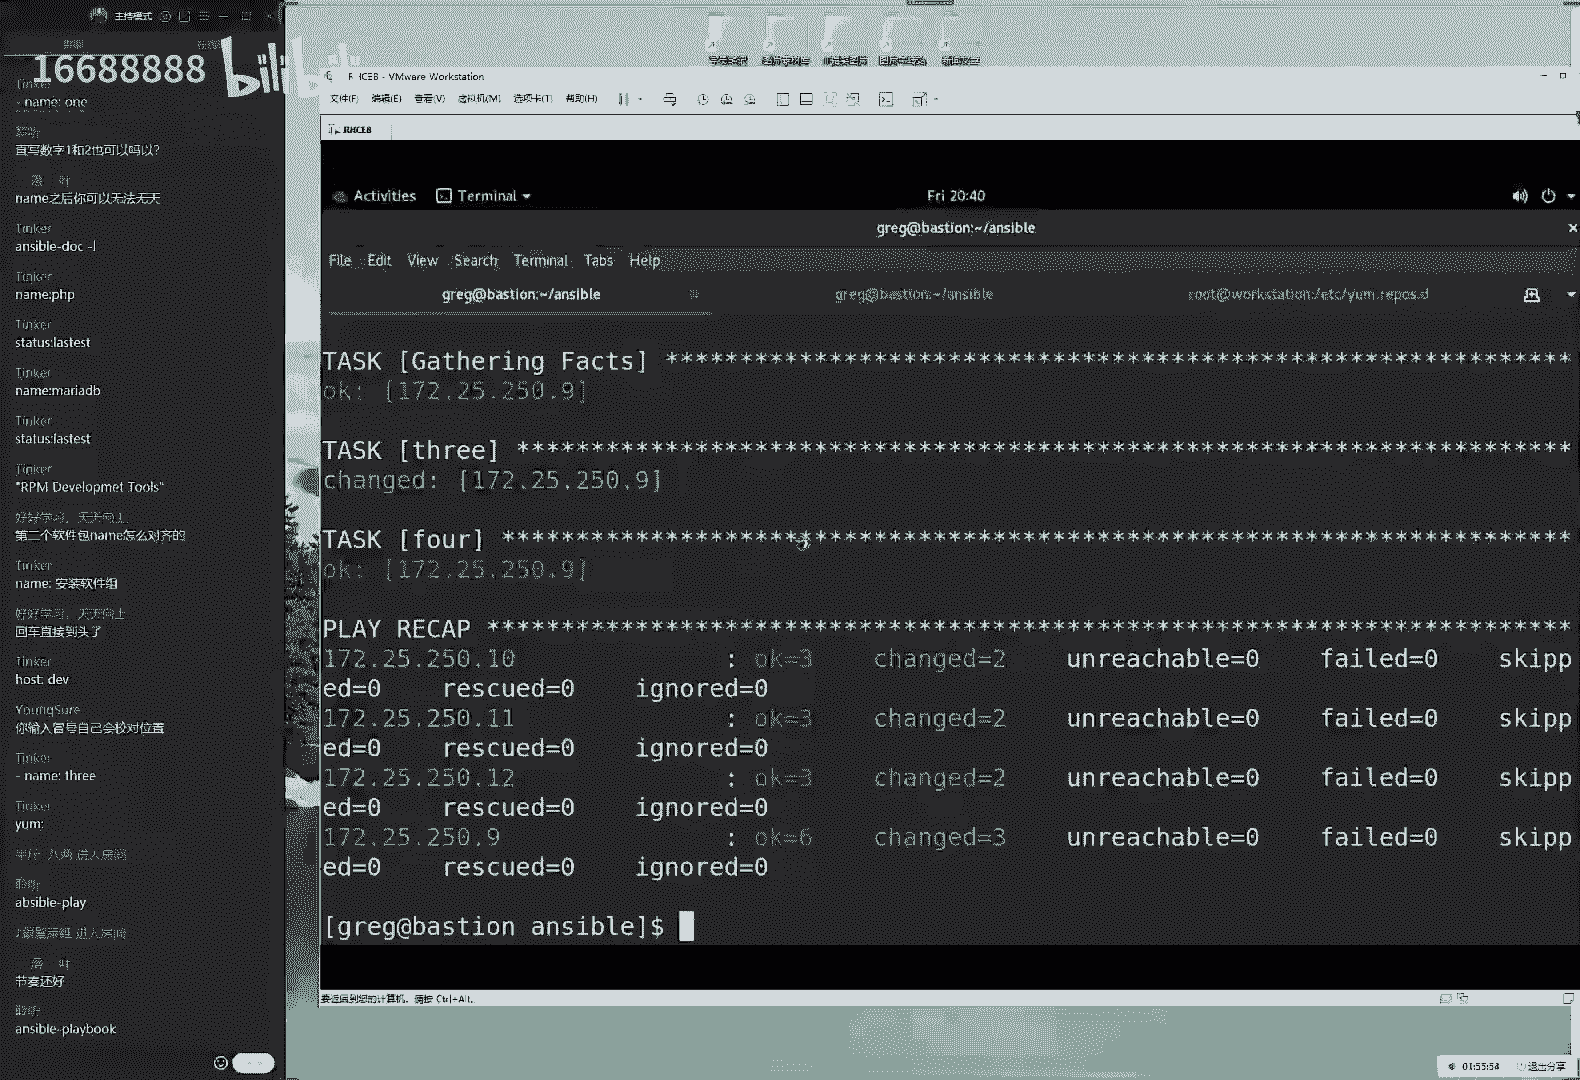 主持模式
16688888
bilibili
Tinker
- name: one
直写数字1和2也可以吗以?
落 叶
name之后你可以无法无天
Tinker
ansible-doc -l
Tinker
name:php
Tinker
status:lastest
Tinker
name:mariadb
Tinker
status:lastest
Tinker
"RPM Developmet Tools"
好好学习，天天向上
第二个软件包name怎么对齐的
Tinker
name: 安装软件组
好好学习，天天向上
回车直接到头了
Tinker
host: dev
YoungSure
你输入冒号自己会校对位置
Tinker
- name: three
Tinker
yum:
进入房间
absible-play
进入房间
落 叶
节奏还好
ansible-playbook
RHCE8 - VMware Workstation
文件(F) 编辑(E) 查看(V) 虚拟机(M) 选项卡(T) 帮助(H)
RHCE8
Activities Terminal Fri 20:40
greg@bastion:~/ansible
File Edit View Search Terminal Tabs Help
greg@bastion:~/ansible greg@bastion:~/ansible root@workstation:/etc/yum.repos.d
TASK [Gathering Facts] *************************************************************
ok: [172.25.250.9]
TASK [three] ***********************************************************************
changed: [172.25.250.9]
TASK [four] ************************************************************************
ok: [172.25.250.9]
PLAY RECAP *************************************************************************
172.25.250.10 : ok=3 changed=2 unreachable=0 failed=0 skipp
ed=0 rescued=0 ignored=0
172.25.250.11 : ok=3 changed=2 unreachable=0 failed=0 skipp
ed=0 rescued=0 ignored=0
172.25.250.12 : ok=3 changed=2 unreachable=0 failed=0 skipp
ed=0 rescued=0 ignored=0
172.25.250.9 : ok=6 changed=3 unreachable=0 failed=0 skipp
ed=0 rescued=0 ignored=0
[greg@bastion ansible]$
要返回到您的计算机，请按 Ctrl+Alt。
01:55:54 退出分享